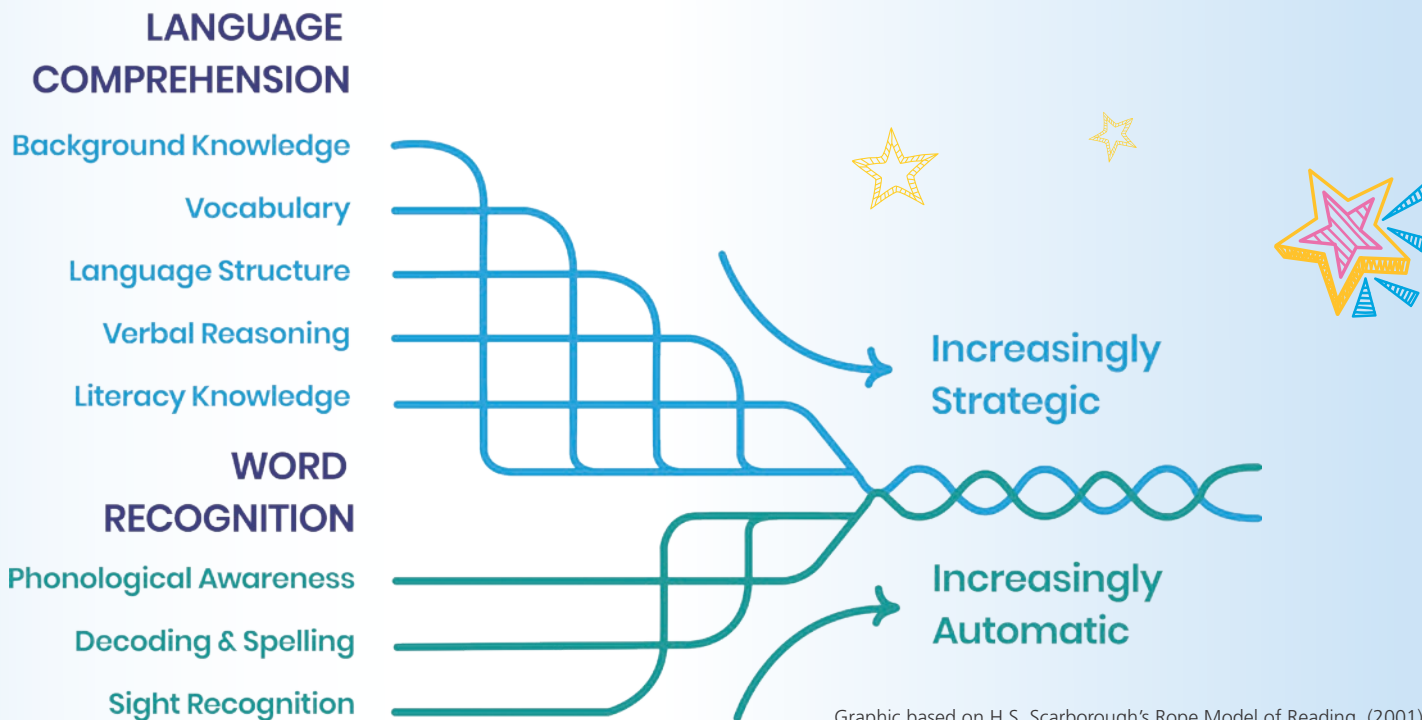 LANGUAGE
COMPREHENSION
Background Knowledge
Vocabulary
Language Structure
Verbal Reasoning
Literacy Knowledge
WORD
RECOGNITION
Phonological Awareness
Decoding & Spelling
Sight Recognition
Increasingly
Strategic
Increasingly
Automatic
Graphic based on H.S. Scarborough's Rope Model of Reading. (2001)